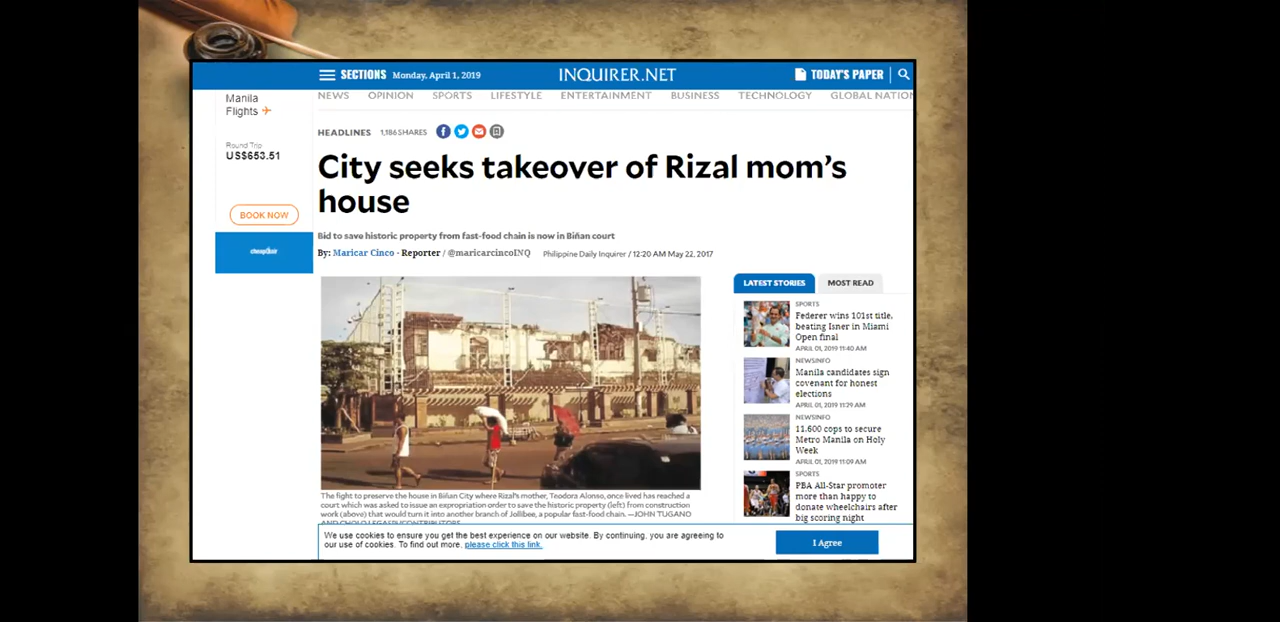 SECTIONS Monday, April 1, 2019
INQUIRER.NET
TODAY'S PAPER
NEWS OPINION SPORTS LIFESTYLE ENTERTAINMENT BUSINESS TECHNOLOGY GLOBAL NATION
Manila
Flights
Round Trip
US$653.51
BOOK NOW
cheapOair
HEADLINES 1,186 SHARES
City seeks takeover of Rizal mom's
house
Bid to save historic property from fast-food chain is now in Biñan court
By: Maricar Cinco - Reporter / @maricarcincoINQ
Philippine Daily Inquirer / 12:20 AM May 22, 2017
The fight to preserve the house in Biñan City where Rizal's mother, Teodora Alonso, once lived has reached a
court which was asked to issue an expropriation order to save the historic property (left) from construction
work (above) that would turn it into another branch of Jollibee, a popular fast-food chain. —JOHN TUGANO
AND CHOLO LEGASPI/CONTRIBUTORS
LATEST STORIES
MOST READ
SPORTS
Federer wins 101st title,
beating Isner in Miami
Open final
APRIL 01, 2019 11:40 AM
NEWSINFO
Manila candidates sign
covenant for honest
elections
APRIL 01, 2019 11:29 AM
NEWSINFO
11,600 cops to secure
Metro Manila on Holy
Week
APRIL 01, 2019 11:09 AM
SPORTS
PBA All-Star promoter
more than happy to
donate wheelchairs after
big scoring night
We use cookies to ensure you get the best experience on our website. By continuing, you are agreeing to
our use of cookies. To find out more, please click this link.
I Agree